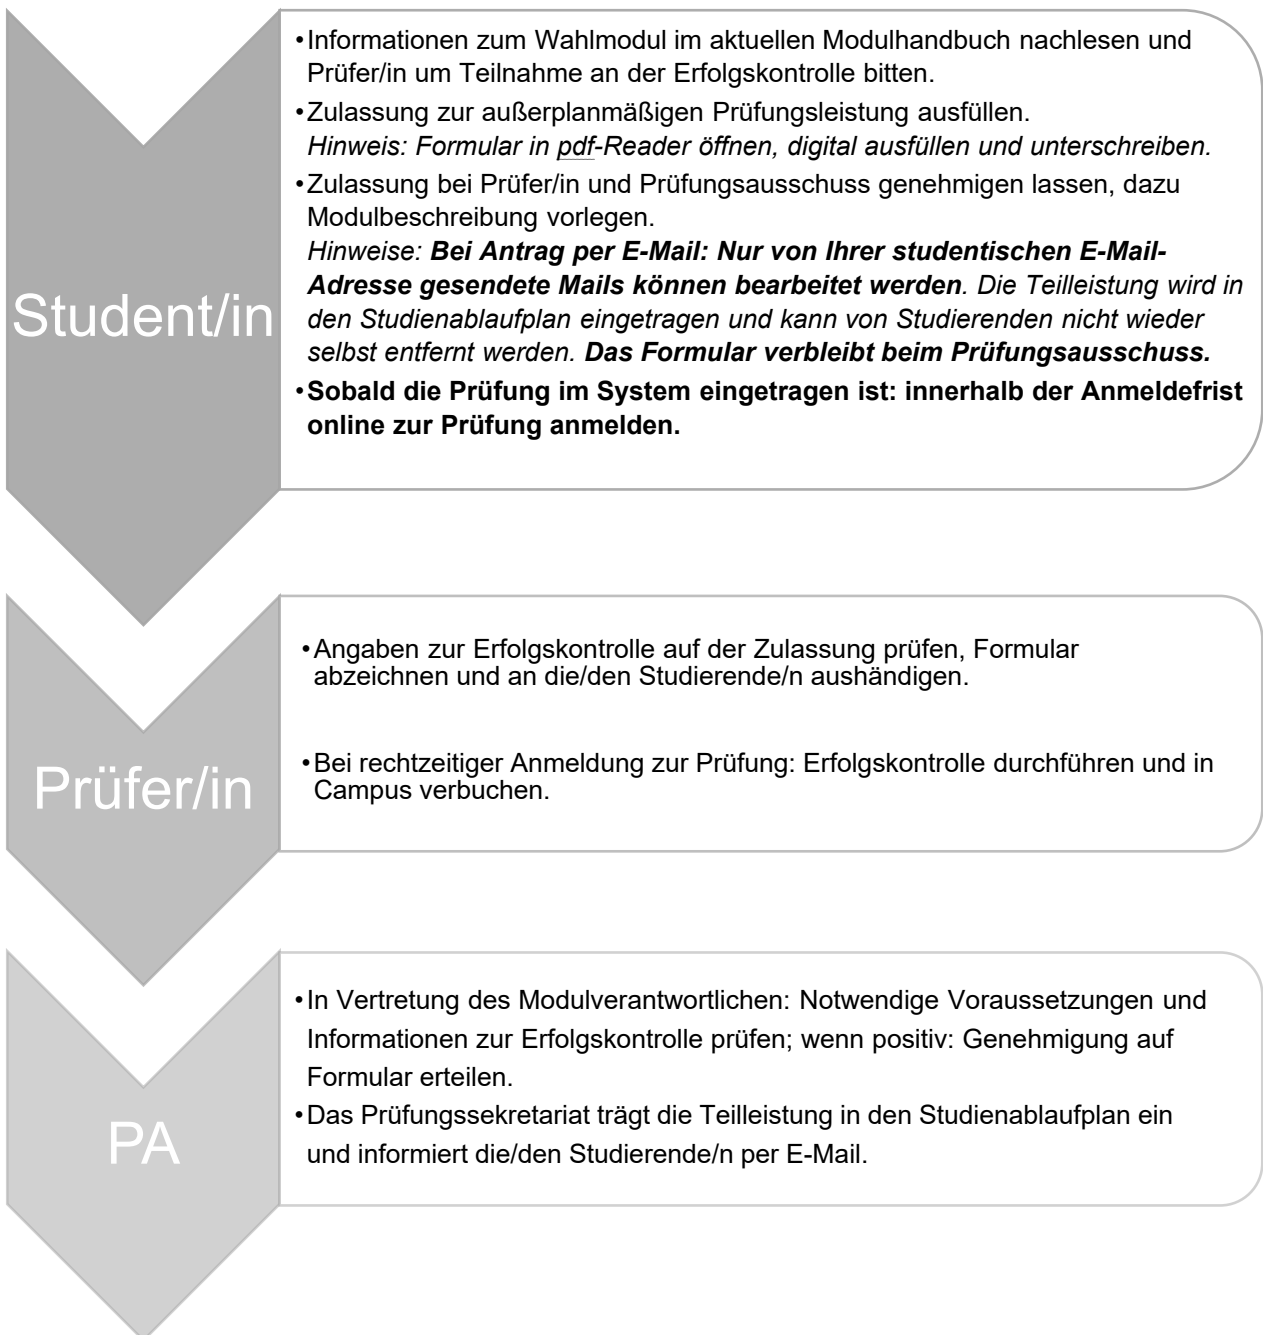 Student/in
•Informationen zum Wahlmodul im aktuellen Modulhandbuch nachlesen und
Prüfer/in um Teilnahme an der Erfolgskontrolle bitten.
•Zulassung zur außerplanmäßigen Prüfungsleistung ausfüllen.
Hinweis: Formular in pdf-Reader öffnen, digital ausfüllen und unterschreiben.
•Zulassung bei Prüfer/in und Prüfungsausschuss genehmigen lassen, dazu
Modulbeschreibung vorlegen.
Hinweise: Bei Antrag per E-Mail: Nur von Ihrer studentischen E-Mail-
Adresse gesendete Mails können bearbeitet werden. Die Teilleistung wird in
den Studienablaufplan eingetragen und kann von Studierenden nicht wieder
selbst entfernt werden. Das Formular verbleibt beim Prüfungsausschuss.
•Sobald die Prüfung im System eingetragen ist: innerhalb der Anmeldefrist
online zur Prüfung anmelden.
Prüfer/in
•Angaben zur Erfolgskontrolle auf der Zulassung prüfen, Formular
abzeichnen und an die/den Studierende/n aushändigen.
•Bei rechtzeitiger Anmeldung zur Prüfung: Erfolgskontrolle durchführen und in
Campus verbuchen.
PA
•In Vertretung des Modulverantwortlichen: Notwendige Voraussetzungen und
Informationen zur Erfolgskontrolle prüfen; wenn positiv: Genehmigung auf
Formular erteilen.
•Das Prüfungssekretariat trägt die Teilleistung in den Studienablaufplan ein
und informiert die/den Studierende/n per E-Mail.